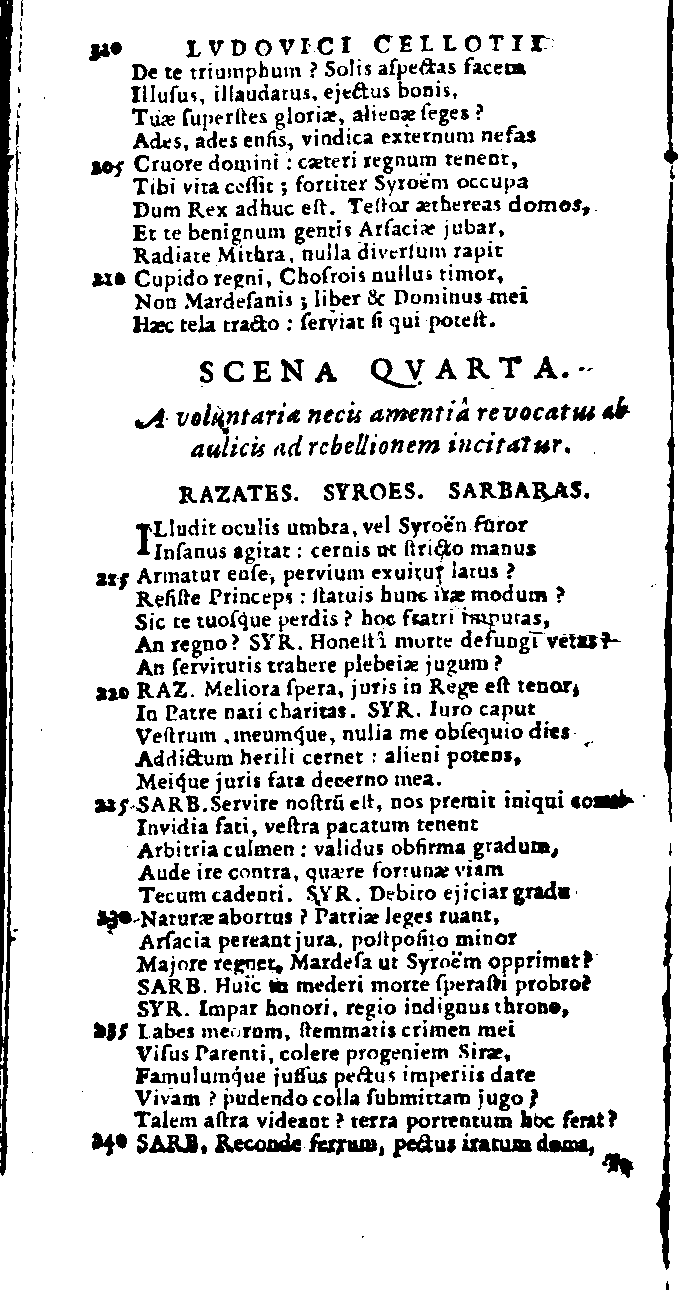 320 LVDOVICI CELLOTII
De te triumphum ? Solis aſpectas facem
Illuſus, illaudatus, ejectus bonis,
Tuæ ſuperſtes gloriæ, alienæ ſeges ?
Ades, ades enſis, vindica externum nefas
205 Cruore domini : cæteri regnum tenent,
Tibi vita ceſſit ; fortiter Syroëm occupa
Dum Rex adhuc eſt. Teſtor æthereas domos,
Et te benignum gentis Arſaciæ jubar,
Radiate Mithra, nulla diverſum rapit
210 Cupido regni, Choſrois nullus timor,
Non Mardeſanis ; liber & Dominus mei
Hæc tela tracto : ſerviat ſi qui poteſt.
SCENA QVARTA.
A voluntaria necis amentiâ revocatus ab
aulicis ad rebellionem incitatur.
RAZATES. SYROES. SARBARAS.
ILludit oculis umbra, vel Syroën furor
Inſanus agitat : cernis ut ſtricto manus
215 Armatur enſe, pervium exuitur latus ?
Reſiſte Princeps : ſtatuis hunc iræ modum ?
Sic te tuoſque perdis ? hoc fratri imputas,
An regno ? SYR. Honeſtâ morte defungi vetas ?
An ſervituris trahere plebeiæ jugum ?
220 RAZ. Meliora ſpera, juris in Rege eſt tenor,
In Patre nati charitas. SYR. Iuro caput
Veſtrum, meumq́ue, nulla me obſequio dies
Addictum herili cernet : alieni potens,
Meiq́ue juris fata decerno mea.
225 SARB. Servire noſtrũ eſt, nos premit iniqui
Invidia fati, veſtra pacatum tenent
Arbitria culmen : validus obfirma gradum,
Aude ire contra, quære fortunæ viam
Tecum cadenti. SYR. Debito ejiciar gradu
230 Naturæ abortus ? Patriæ leges ruant,
Arſacia pereant jura, poſtpoſito minor
Majore regnet, Mardeſa ut Syroëm opprimat ?
SARB. Huic tu mederi morte ſperaſti probro ?
SYR. Impar honori, regio indignus throno,
235 Labes meorum, ſtemmatis crimen mei
Viſus Parenti, colere progeniem Siræ,
Famulumq́ue juſſus pectus imperiis dare
Vivam ? pudendo colla ſubmittam jugo ?
Talem aſtra videant ? terra portentum hoc ferat ?
240 SARB. Reconde ferrum, pectus iratum doma,